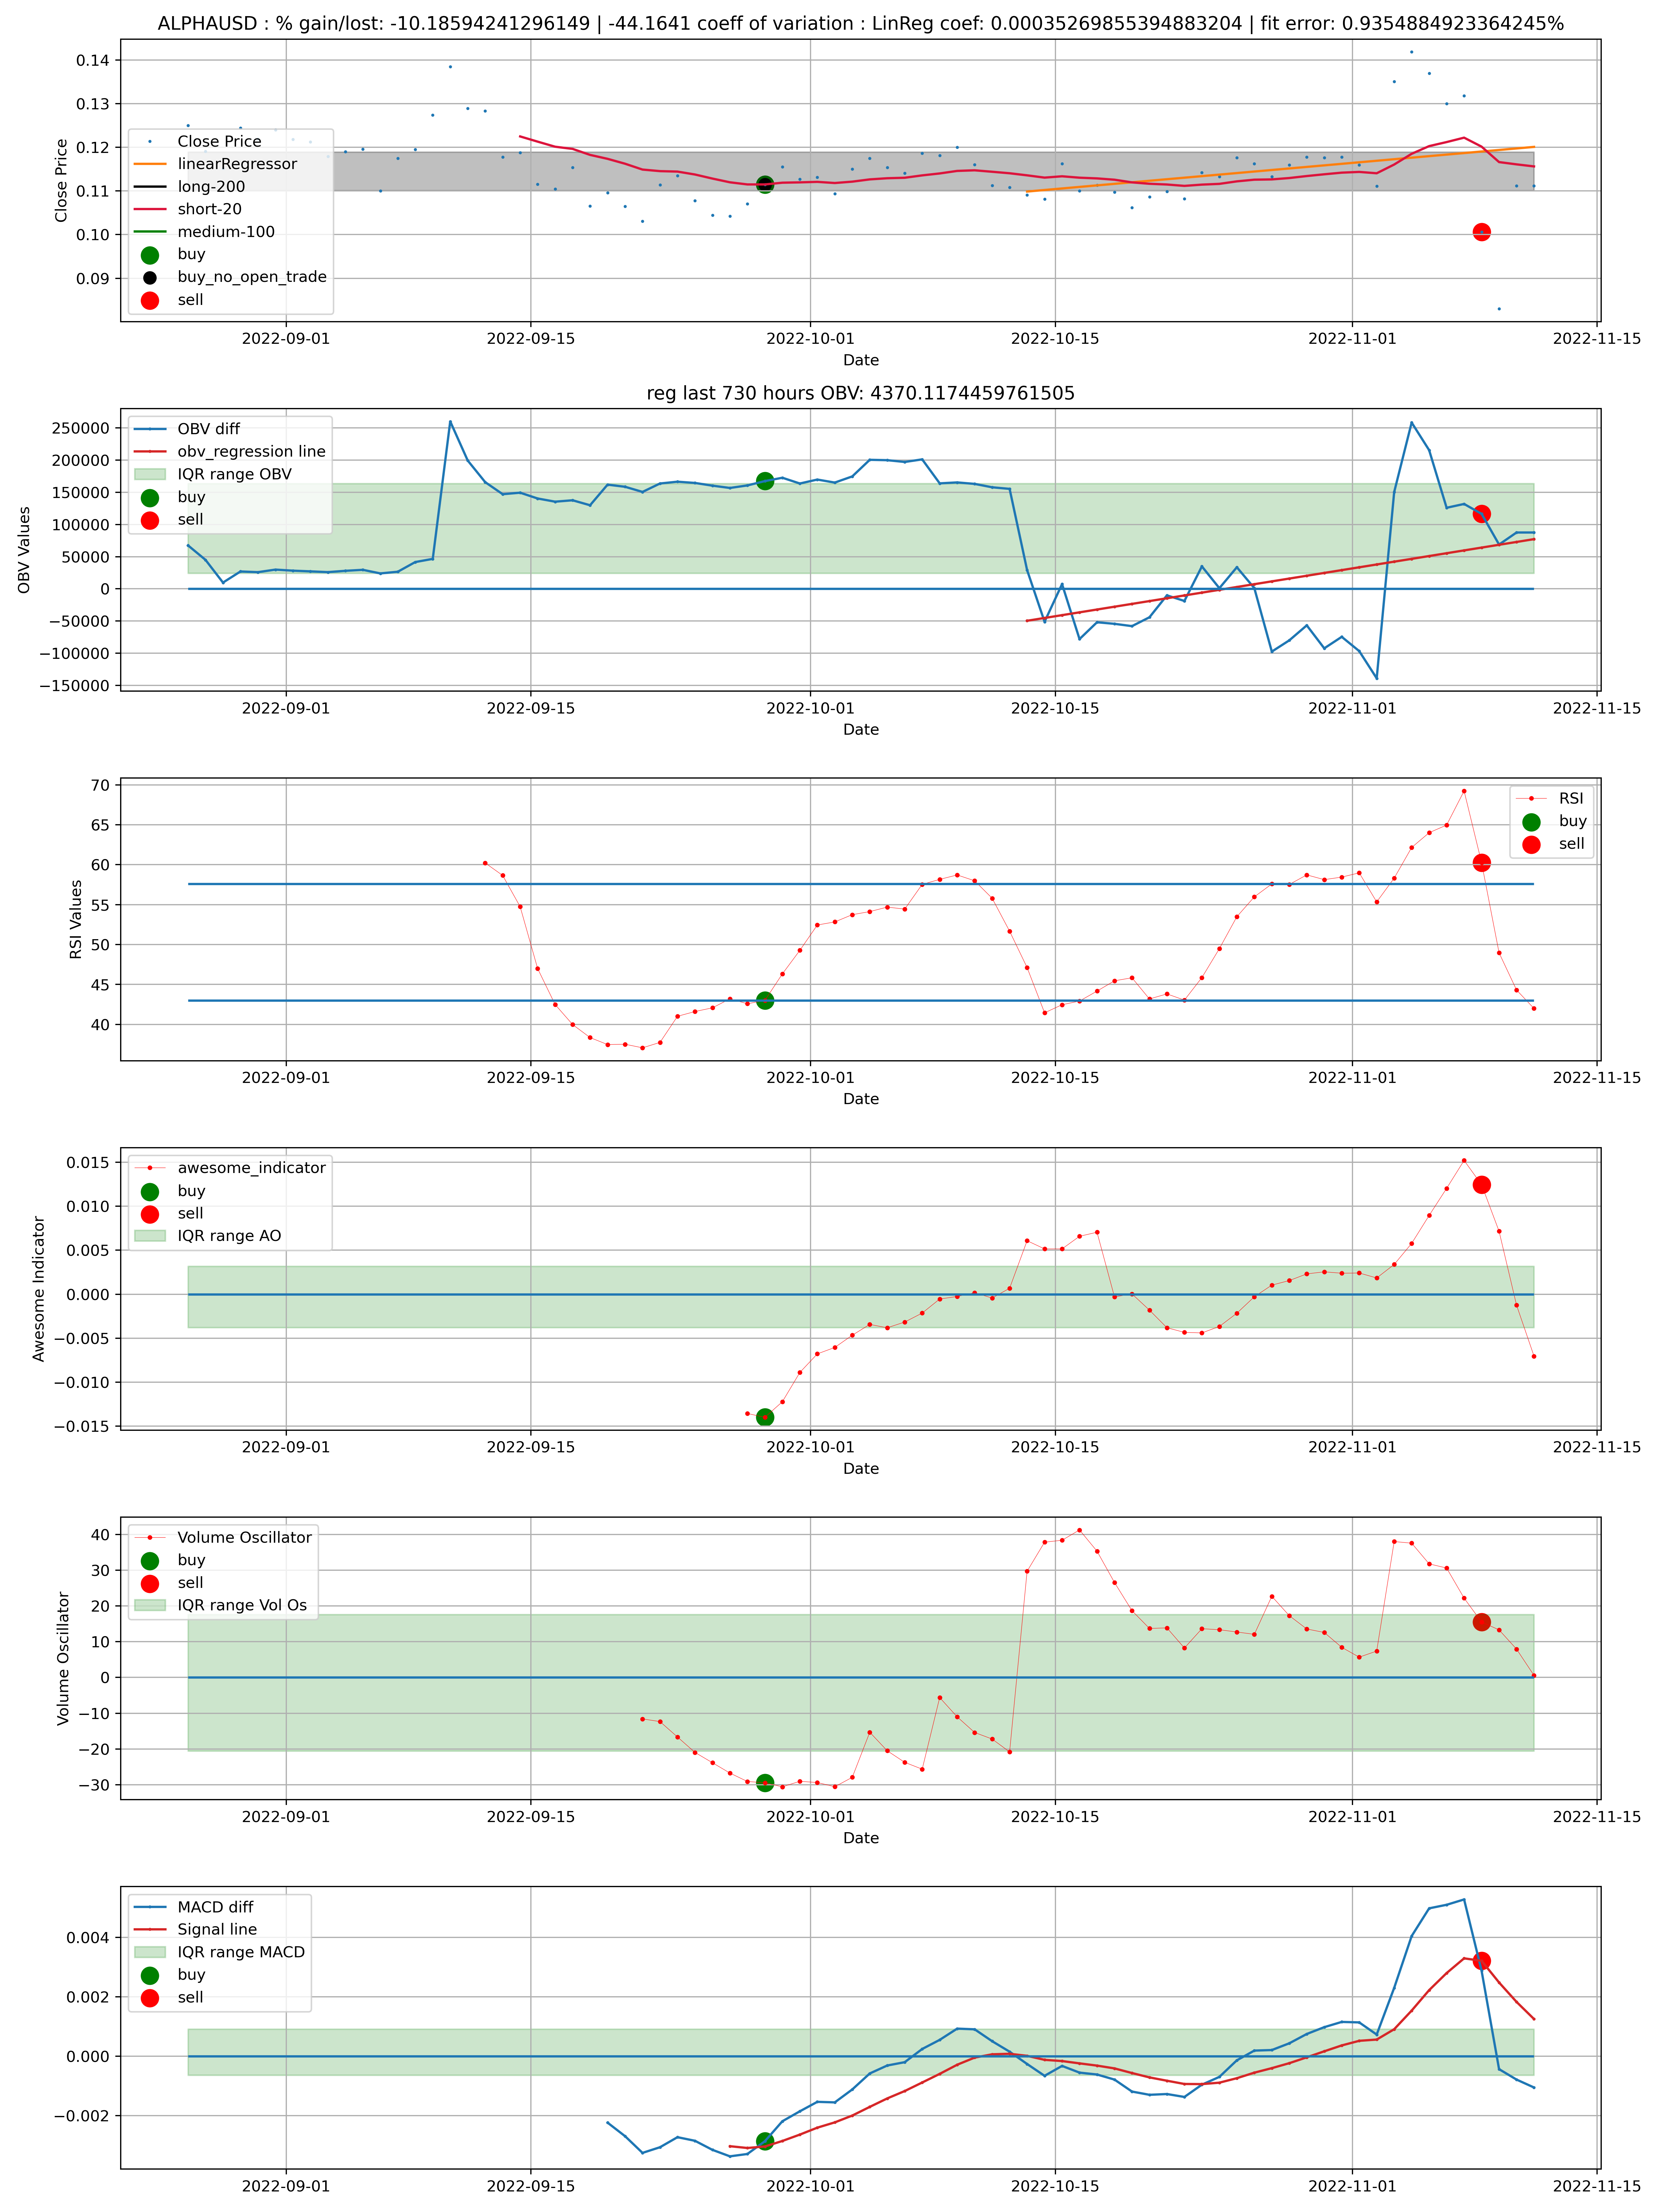 ALPHAUSD : % gain/lost: -10.18594241296149 | -44.1641 coeff of variation : LinReg coef: 0.00035269855394883204 | fit error: 0.9354884923364245%
0.14
0.13
0.12
0.11
0.10
0.09
Close Price
Close Price
linearRegressor
long-200
short-20
medium-100
buy
buy_no_open_trade
sell
2022-09-01
2022-09-15
2022-10-01
2022-10-15
2022-11-01
2022-11-15
Date
reg last 730 hours OBV: 4370.1174459761505
250000
200000
150000
100000
50000
0
−50000
−100000
−150000
OBV Values
OBV diff
obv_regression line
IQR range OBV
buy
sell
2022-09-01
2022-09-15
2022-10-01
2022-10-15
2022-11-01
2022-11-15
Date
70
65
60
55
50
45
40
RSI Values
RSI
buy
sell
2022-09-01
2022-09-15
2022-10-01
2022-10-15
2022-11-01
2022-11-15
Date
0.015
0.010
0.005
0.000
−0.005
−0.010
−0.015
Awesome Indicator
awesome_indicator
buy
sell
IQR range AO
2022-09-01
2022-09-15
2022-10-01
2022-10-15
2022-11-01
2022-11-15
Date
40
30
20
10
0
−10
−20
−30
Volume Oscillator
Volume Oscillator
buy
sell
IQR range Vol Os
2022-09-01
2022-09-15
2022-10-01
2022-10-15
2022-11-01
2022-11-15
Date
0.004
0.002
0.000
−0.002
MACD diff
Signal line
IQR range MACD
buy
sell
2022-09-01
2022-09-15
2022-10-01
2022-10-15
2022-11-01
2022-11-15